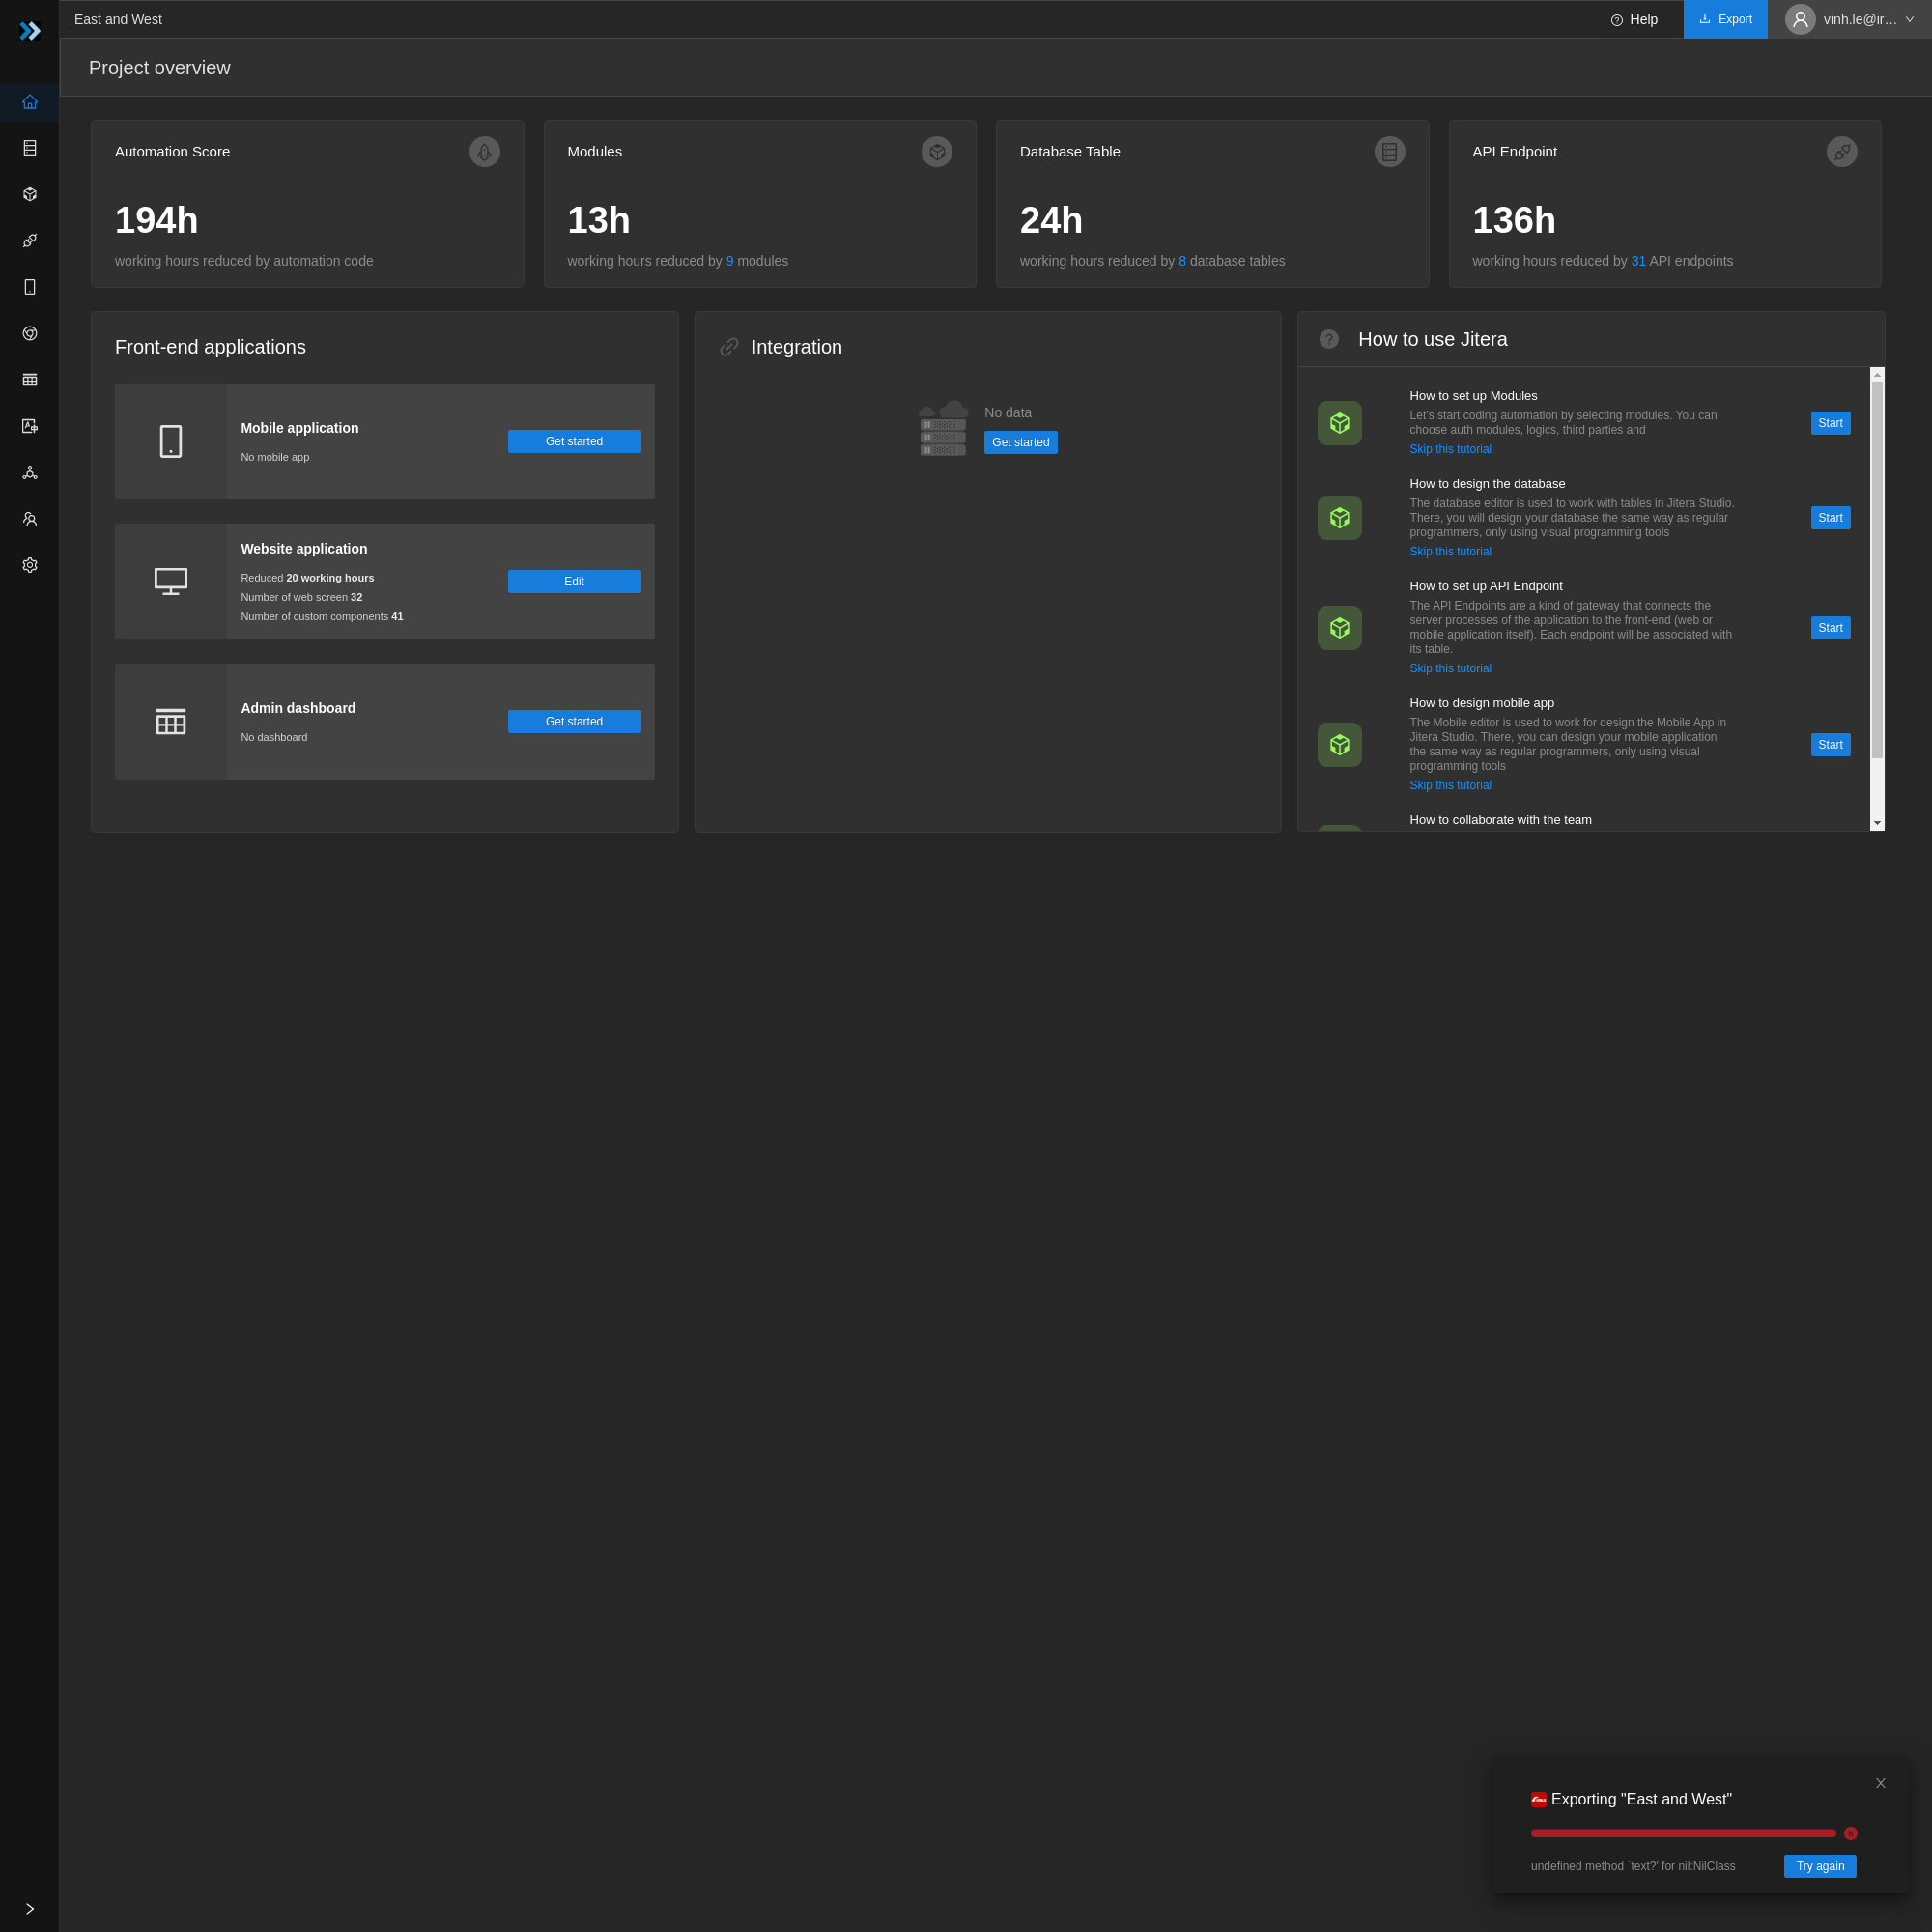 East and West
Help
Export
vinh.le@ir…
Project overview
Automation Score
194h
working hours reduced by automation code
Modules
13h
working hours reduced by 9 modules
Database Table
24h
working hours reduced by 8 database tables
API Endpoint
136h
working hours reduced by 31 API endpoints
Front-end applications
Mobile application
No mobile app
Get started
Website application
Reduced 20 working hours
Number of web screen 32
Number of custom components 41
Edit
Admin dashboard
No dashboard
Get started
Integration
No data
Get started
How to use Jitera
How to set up Modules
Let's start coding automation by selecting modules. You can
choose auth modules, logics, third parties and
Skip this tutorial
Start
How to design the database
The database editor is used to work with tables in Jitera Studio.
There, you will design your database the same way as regular
programmers, only using visual programming tools
Skip this tutorial
Start
How to set up API Endpoint
The API Endpoints are a kind of gateway that connects the
server processes of the application to the front-end (web or
mobile application itself). Each endpoint will be associated with
its table.
Skip this tutorial
Start
How to design mobile app
The Mobile editor is used to work for design the Mobile App in
Jitera Studio. There, you can design your mobile application
the same way as regular programmers, only using visual
programming tools
Skip this tutorial
Start
How to collaborate with the team
Exporting "East and West"
undefined method `text?' for nil:NilClass
Try again